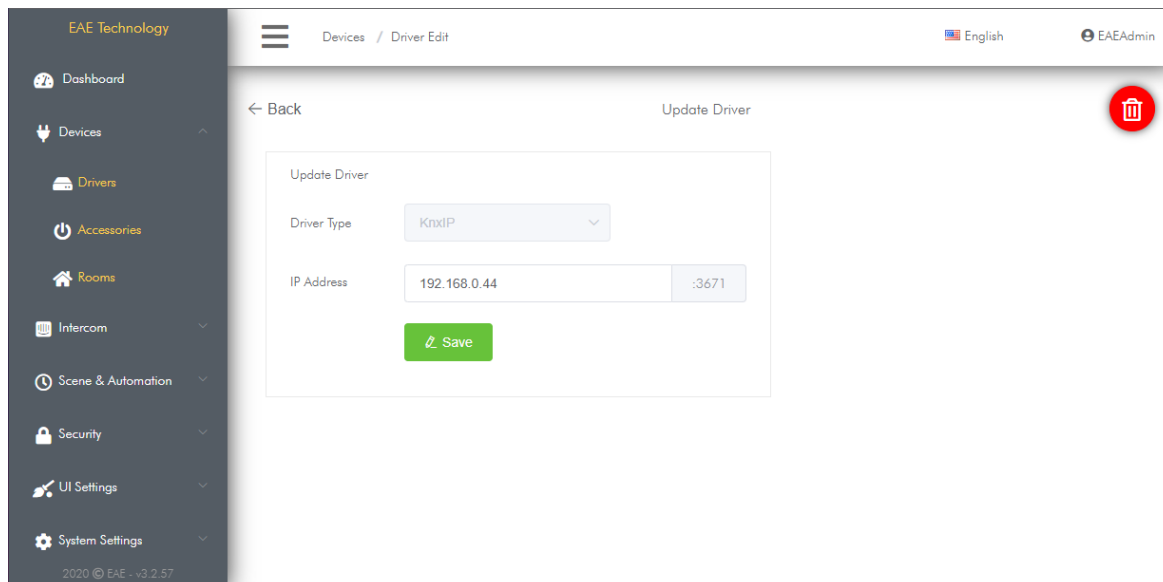 EAE Technology
Devices / Driver Edit
English
EAEAdmin
Dashboard
Devices
Drivers
Accessories
Rooms
Intercom
Scene & Automation
Security
UI Settings
System Settings
2020 © EAE - v3.2.57
← Back
Update Driver
Update Driver
Driver Type
KnxIP
IP Address
192.168.0.44
:3671
Save